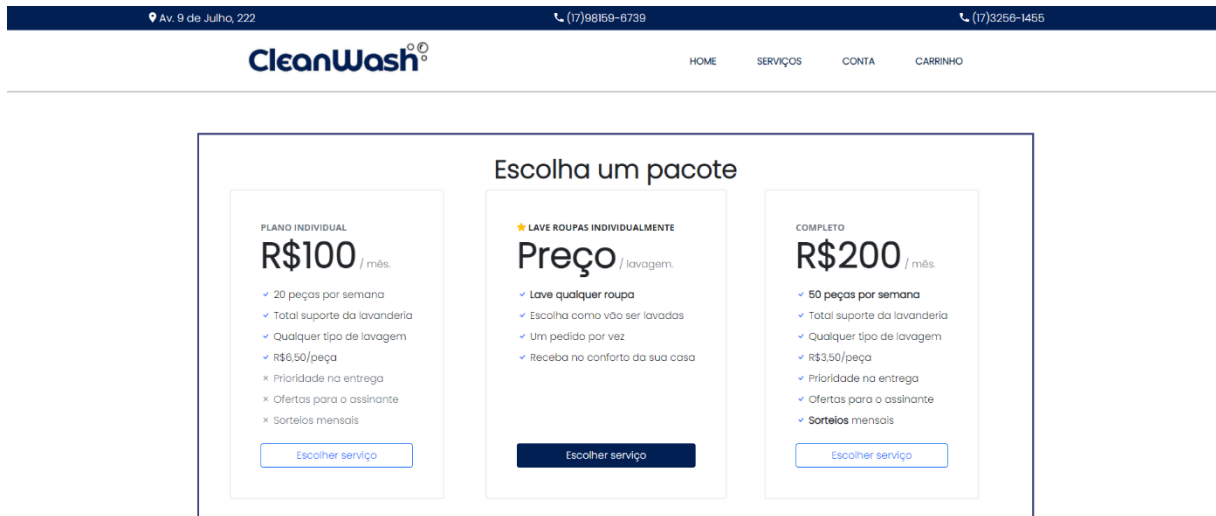 Av. 9 de Julho, 222
(17)98159-6739
(17)3256-1455
CleanWash
HOME
SERVIÇOS
CONTA
CARRINHO
Escolha um pacote
PLANO INDIVIDUAL
R$100 / mês.
20 peças por semana
Total suporte da lavanderia
Qualquer tipo de lavagem
R$6,50/peça
Prioridade na entrega
Ofertas para o assinante
Sorteios mensais
Escolher serviço
LAVE ROUPAS INDIVIDUALMENTE
Preço / lavagem.
Lave qualquer roupa
Escolha como vão ser lavadas
Um pedido por vez
Receba no conforto da sua casa
Escolher serviço
COMPLETO
R$200 / mês.
50 peças por semana
Total suporte da lavanderia
Qualquer tipo de lavagem
R$3,50/peça
Prioridade na entrega
Ofertas para o assinante
Sorteios mensais
Escolher serviço